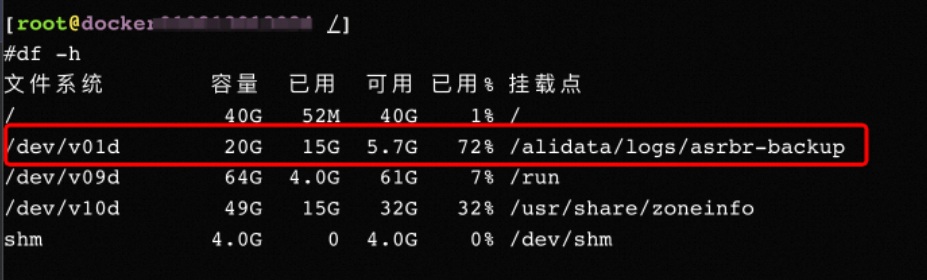 [root@docker /]
#df -h
文件系统 容量 已用 可用 已用% 挂载点
/ 40G 52M 40G 1% /
/dev/v01d 20G 15G 5.7G 72% /alidata/logs/asrbr-backup
/dev/v09d 64G 4.0G 61G 7% /run
/dev/v10d 49G 15G 32G 32% /usr/share/zoneinfo
shm 4.0G 0 4.0G 0% /dev/shm